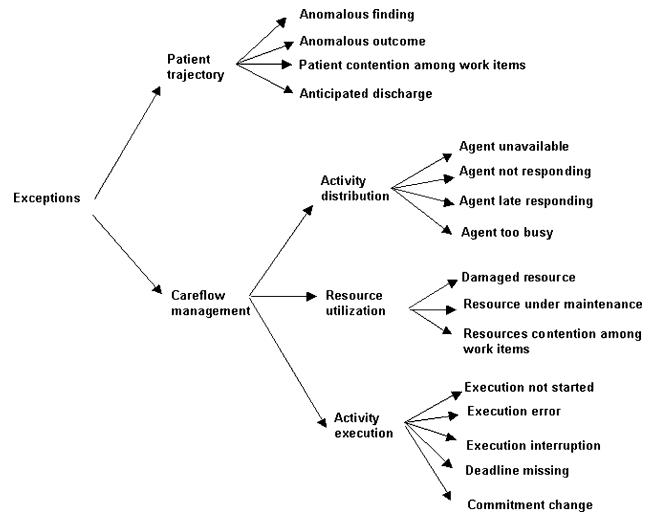 Anomalous finding
Anomalous outcome
Patient
trajectory
Patient contention among work items
Anticipated discharge
Exceptions
Activity
distribution
Agent unavailable
Agent not responding
Agent late responding
Agent too busy
Careflow
management
Resource
utilization
Damaged resource
Resource under maintenance
Resources contention among
work items
Activity
execution
Execution not started
Execution error
Execution interruption
Deadline missing
Commitment change